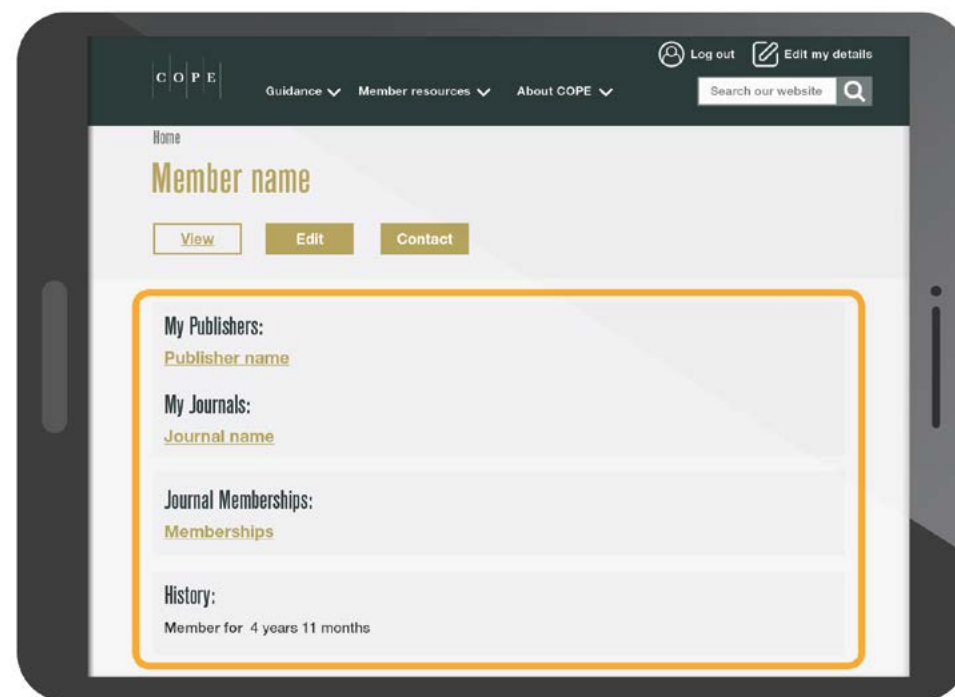 Log out Edit my details
COPE
Guidance Member resources About COPE Search our website
Home
Member name
View Edit Contact
My Publishers:
Publisher name
My Journals:
Journal name
Journal Memberships:
Memberships
History:
Member for 4 years 11 months